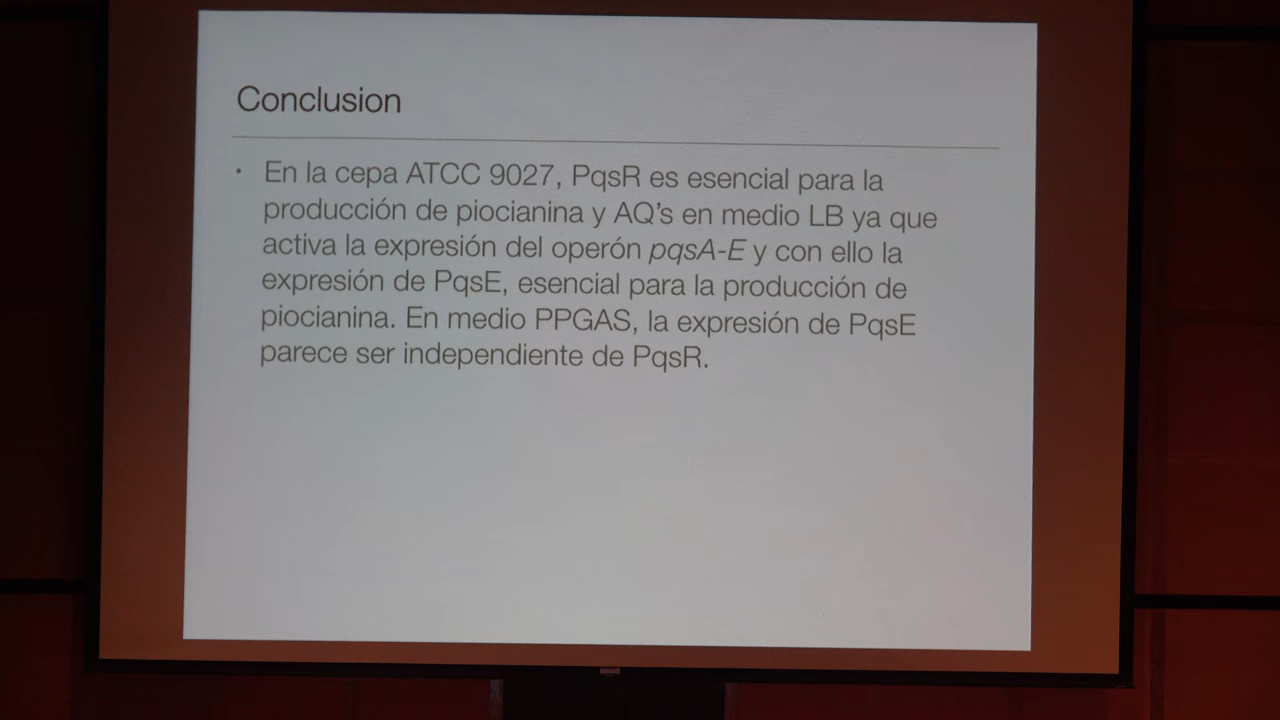 Conclusion
• En la cepa ATCC 9027, PqsR es esencial para la
producción de piocianina y AQ's en medio LB ya que
activa la expresión del operón pqsA-E y con ello la
expresión de PqsE, esencial para la producción de
piocianina. En medio PPGAS, la expresión de PqsE
parece ser independiente de PqsR.